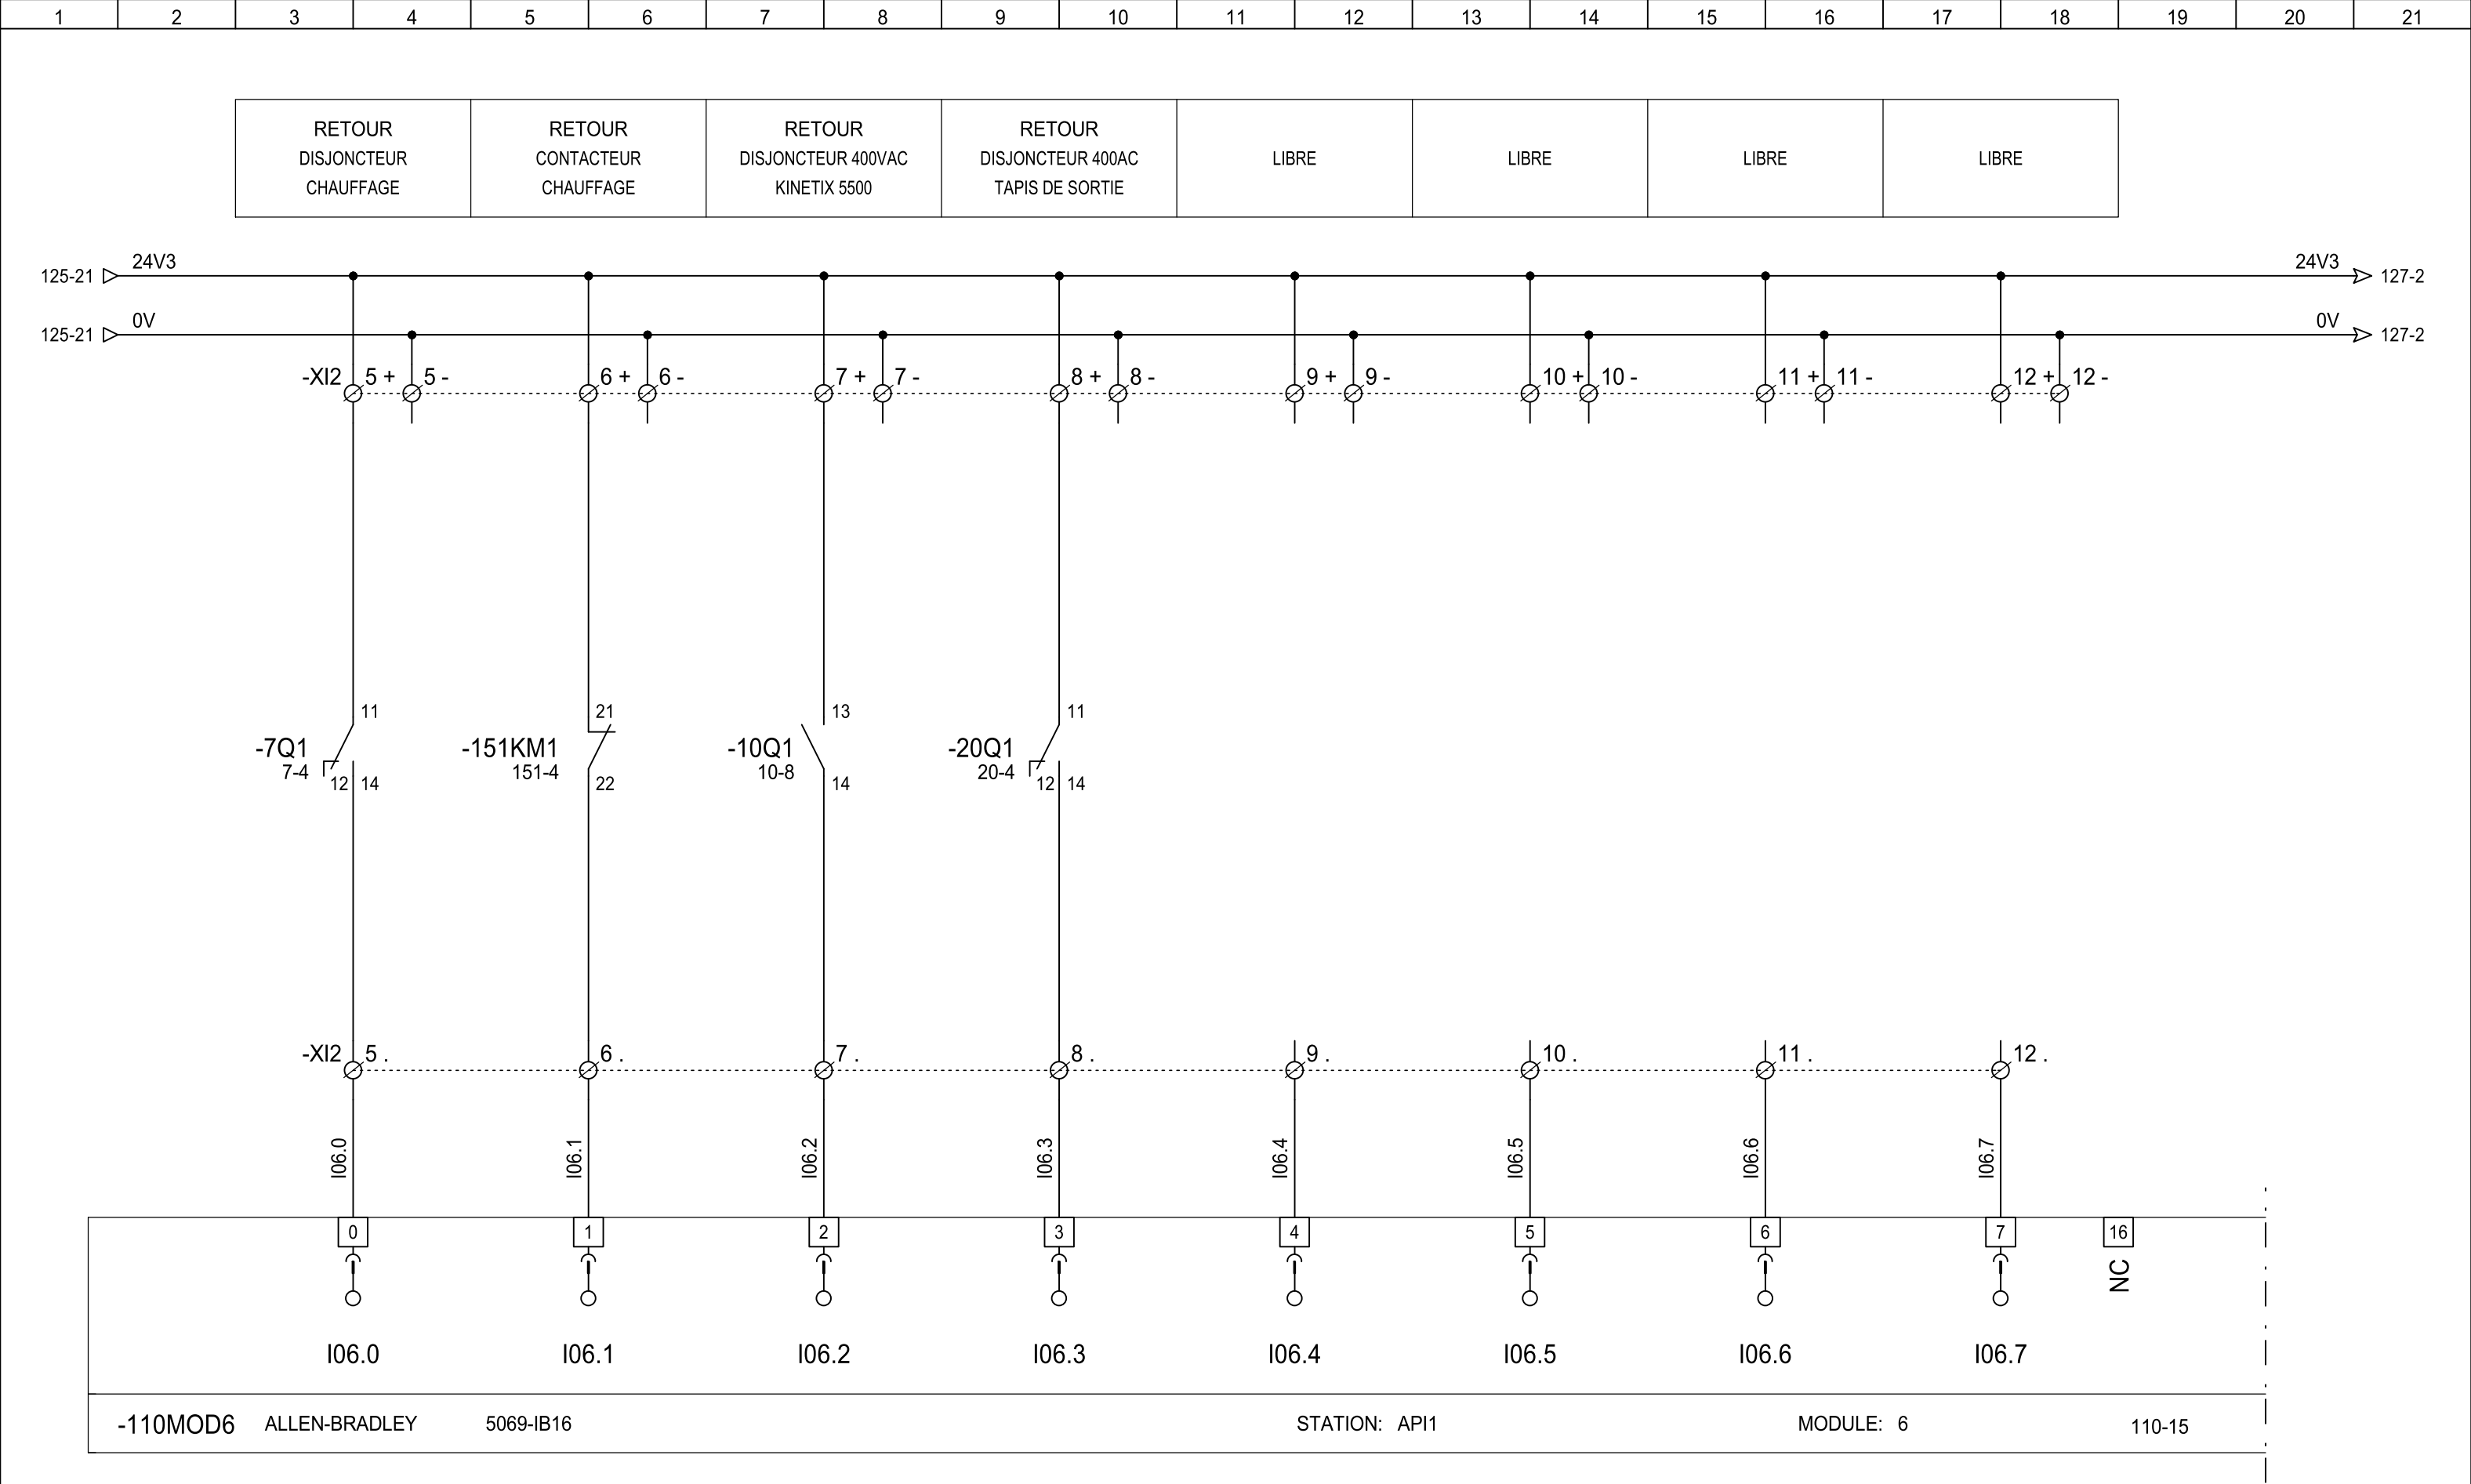 1 2 3 4 5 6 7 8 9 10 11 12 13 14 15 16 17 18 19 20 21
RETOUR RETOUR RETOUR RETOUR
DISJONCTEUR CONTACTEUR DISJONCTEUR 400VAC DISJONCTEUR 400AC LIBRE LIBRE LIBRE LIBRE
CHAUFFAGE CHAUFFAGE KINETIX 5500 TAPIS DE SORTIE
24V3 24V3
125-21 127-2
0V 0V
125-21 127-2
-XI2 5 + 5 - 6 + 6 - 7 + 7 - 8 + 8 - 9 + 9 - 10 + 10 - 11 + 11 - 12 + 12 -
11 21 13 11
-7Q1 -151KM1 -10Q1 -20Q1
7-4 151-4 10-8 20-4
12 14 22 14 12 14
-XI2 5 . 6 . 7 . 8 . 9 . 10 . 11 . 12 .
I06.0 I06.1 I06.2 I06.3 I06.4 I06.5 I06.6 I06.7
0 1 2 3 4 5 6 7 16
NC
I06.0 I06.1 I06.2 I06.3 I06.4 I06.5 I06.6 I06.7
-110MOD6 ALLEN-BRADLEY 5069-IB16 STATION: API1 MODULE: 6 110-15